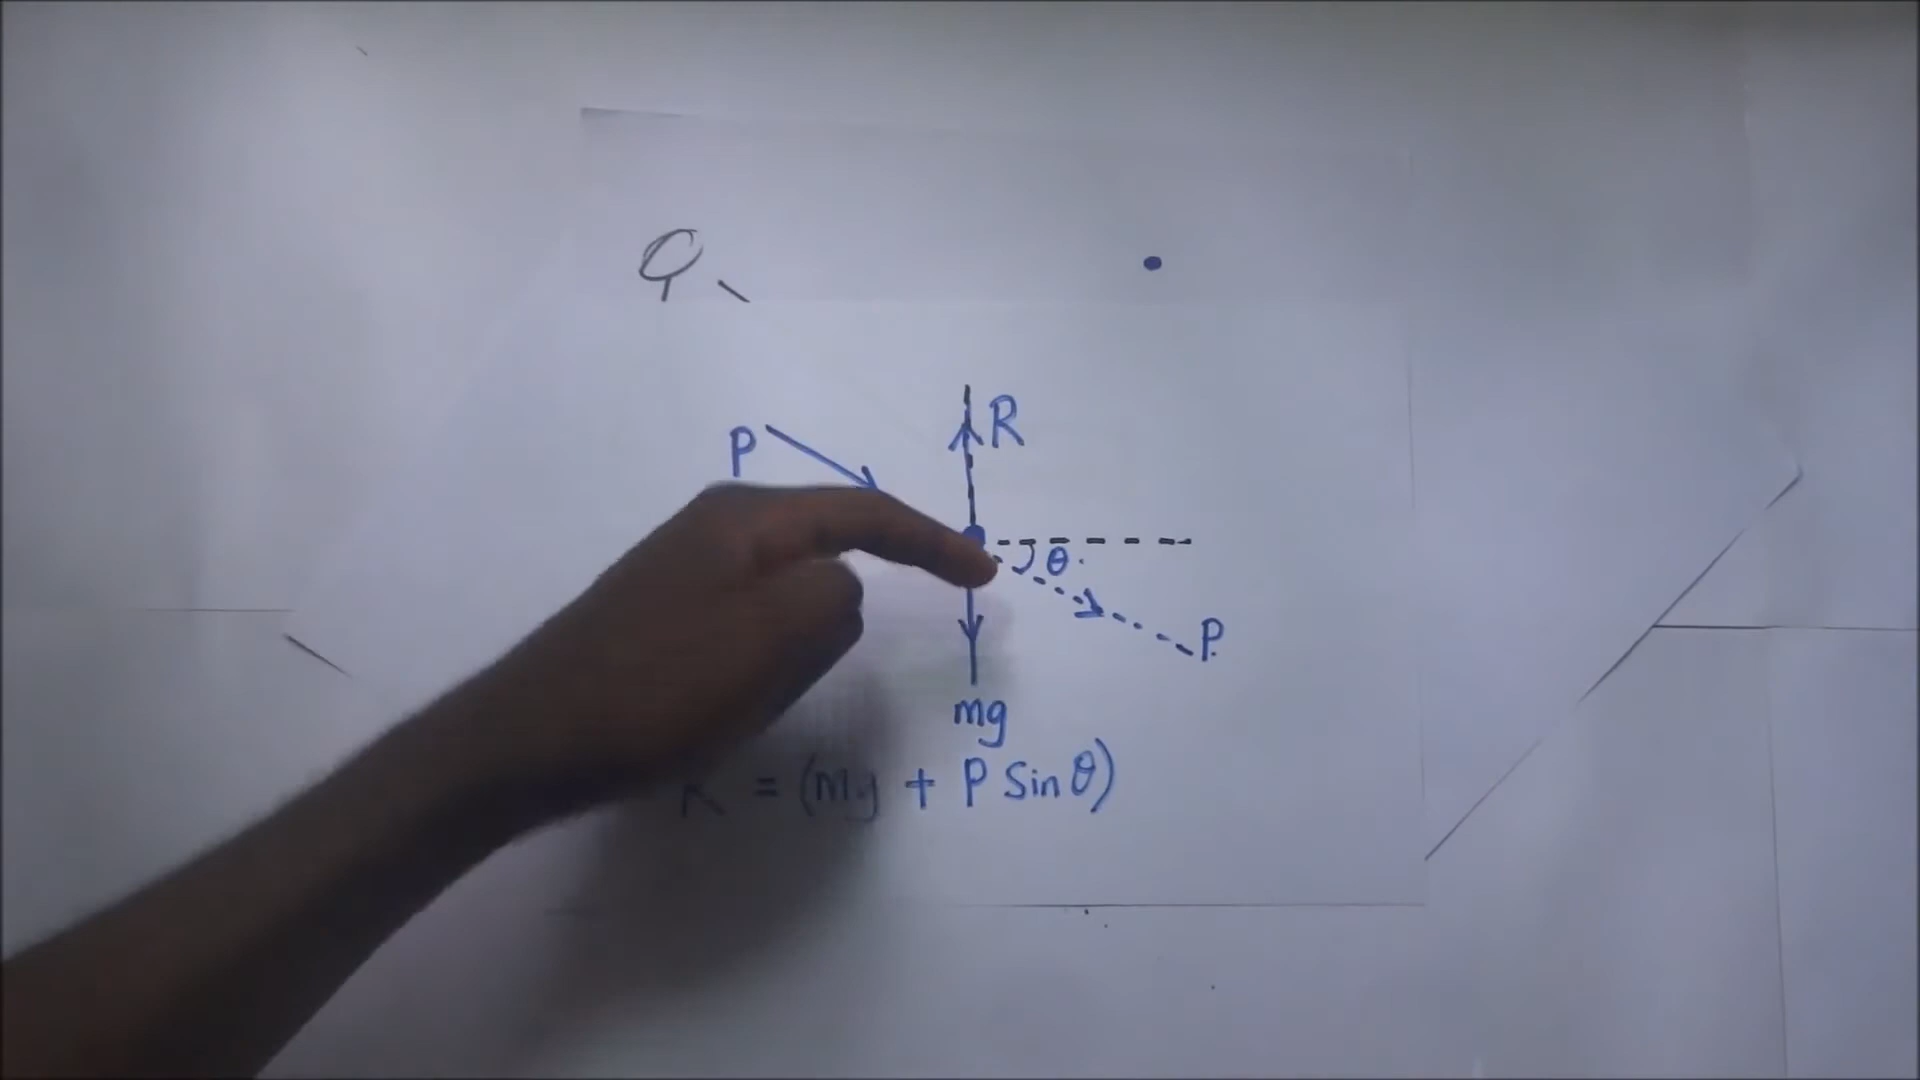 R
P
θ
P
mg
R = (mg + P Sin θ)